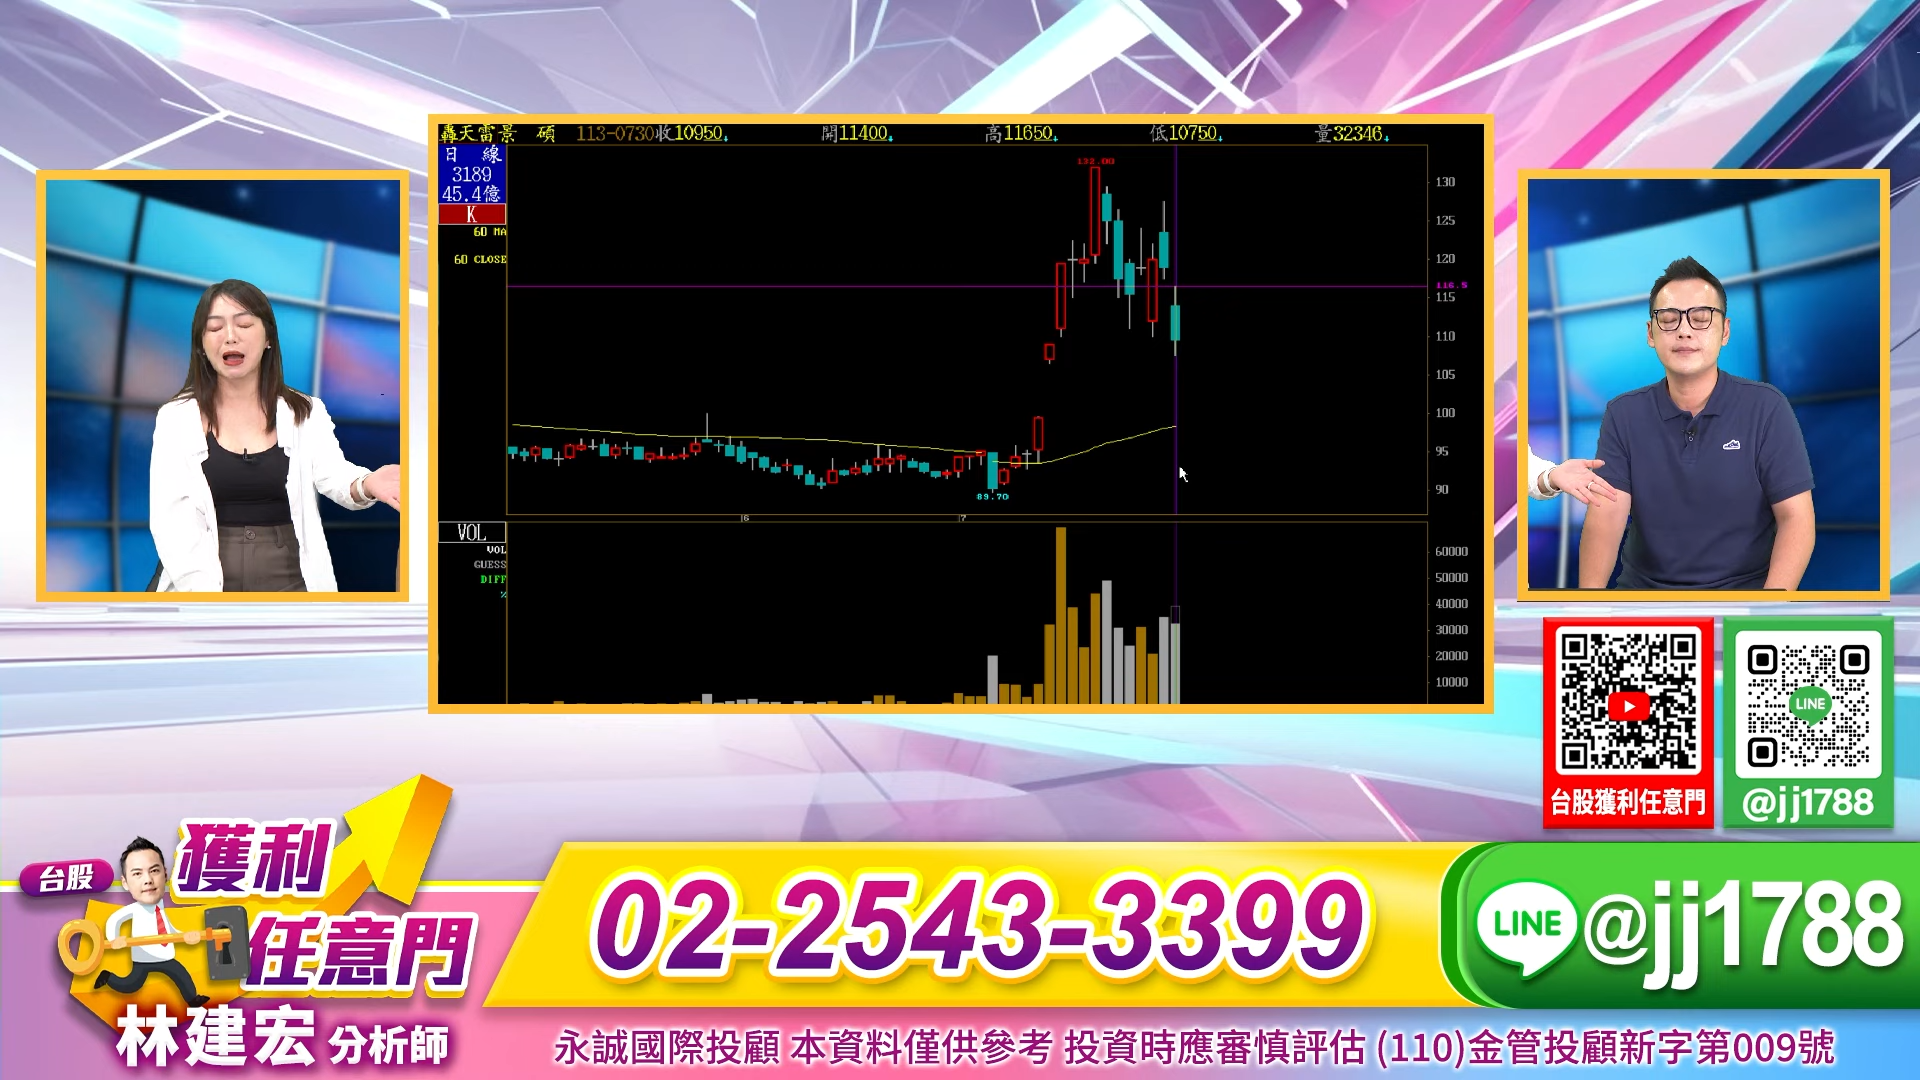 轟天雷景 碩 113-0730收10950↓ 開11400↓ 高11650↓ 低10750↓ 量32346↓
日 線
3189
45.4億
K
60 MA
60 CLOSE
132.00
89.70
130
125
120
116.5
115
110
105
100
95
90
6
7
VOL
VOL
GUESS
DIFF
%
60000
50000
40000
30000
20000
10000
台股獲利任意門
LINE
@jj1788
台股
獲利
任意門
林建宏 分析師
02-2543-3399
LINE @jj1788
永誠國際投顧 本資料僅供參考 投資時應審慎評估 (110)金管投顧新字第009號